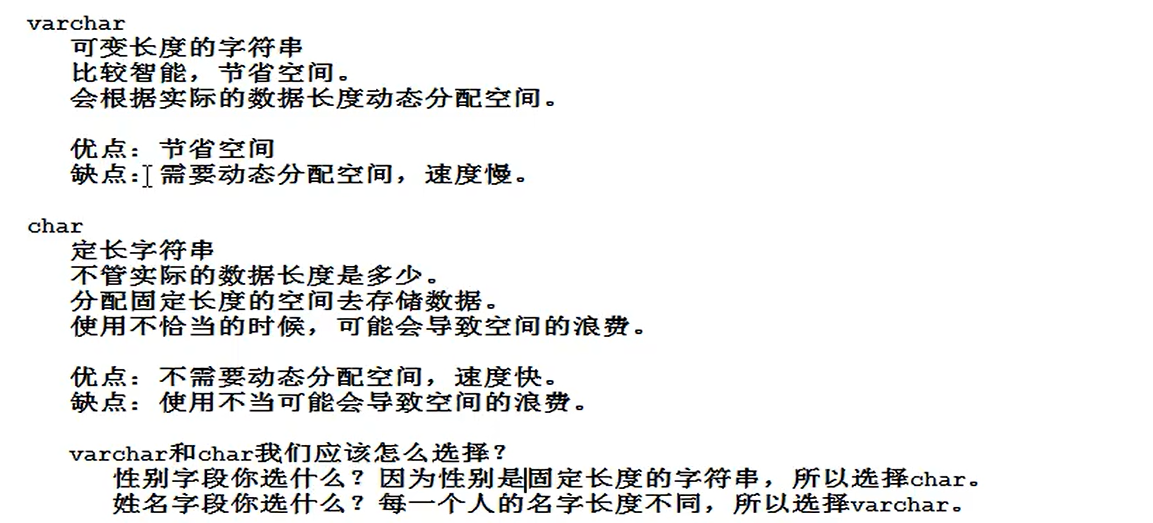 varchar
可变长度的字符串
比较智能，节省空间。
会根据实际的数据长度动态分配空间。
优点：节省空间
缺点：需要动态分配空间，速度慢。
char
定长字符串
不管实际的数据长度是多少。
分配固定长度的空间去存储数据。
使用不恰当的时候，可能会导致空间的浪费。
优点：不需要动态分配空间，速度快。
缺点：使用不当可能会导致空间的浪费。
varchar和char我们应该怎么选择？
性别字段你选什么？因为性别是固定长度的字符串，所以选择char。
姓名字段你选什么？每一个人的名字长度不同，所以选择varchar。